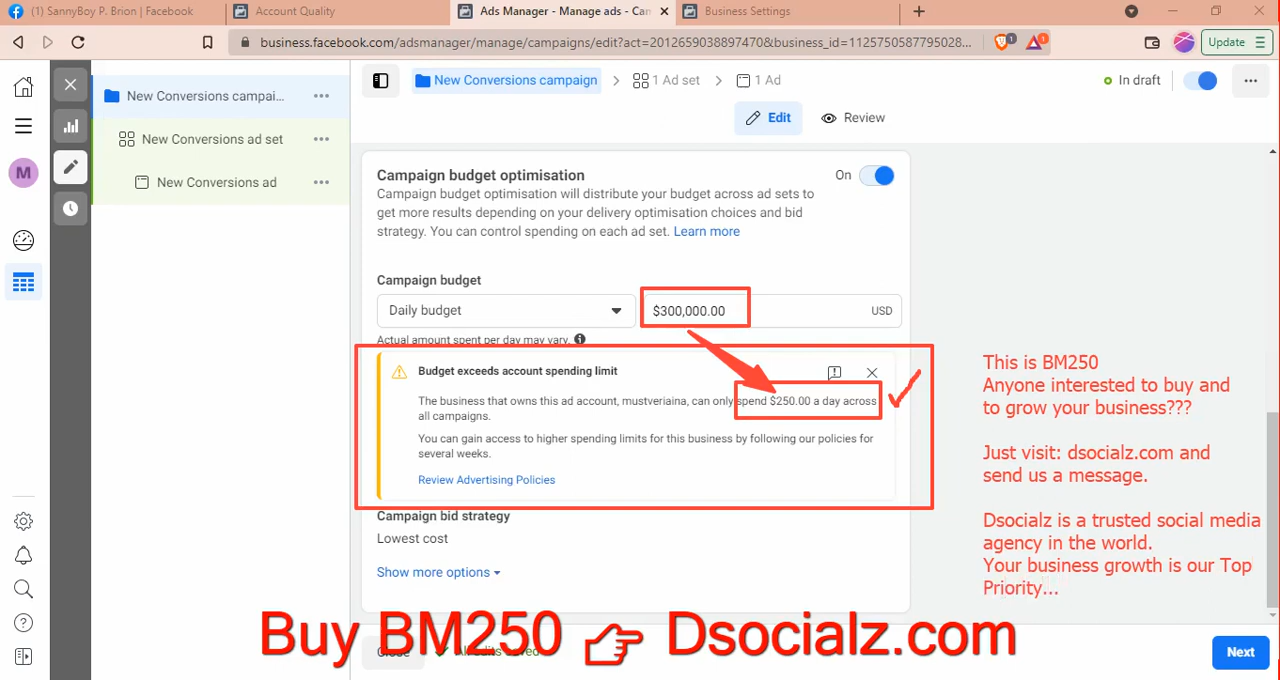 (1) SannyBoy P. Brion | Facebook
Account Quality
Ads Manager - Manage ads - Can
Business Settings
business.facebook.com/adsmanager/manage/campaigns/edit?act=2012659038897470&business_id=1125750587795028...
1
1
Update
New Conversions campai...
New Conversions ad set
New Conversions ad
M
New Conversions campaign
1 Ad set
1 Ad
In draft
Edit
Review
Campaign budget optimisation
On
Campaign budget optimisation will distribute your budget across ad sets to
get more results depending on your delivery optimisation choices and bid
strategy. You can control spending on each ad set. Learn more
Campaign budget
Daily budget
$300,000.00
USD
Actual amount spent per day may vary.
Budget exceeds account spending limit
The business that owns this ad account, mustveriaina, can only spend $250.00 a day across
all campaigns.
You can gain access to higher spending limits for this business by following our policies for
several weeks.
Review Advertising Policies
Campaign bid strategy
Lowest cost
Show more options
This is BM250
Anyone interested to buy and
to grow your business???
Just visit: dsocialz.com and
send us a message.
Dsocialz is a trusted social media
agency in the world.
Your business growth is our Top
Priority...
Buy BM250 Dsocialz.com
Close
All edits saved
Next